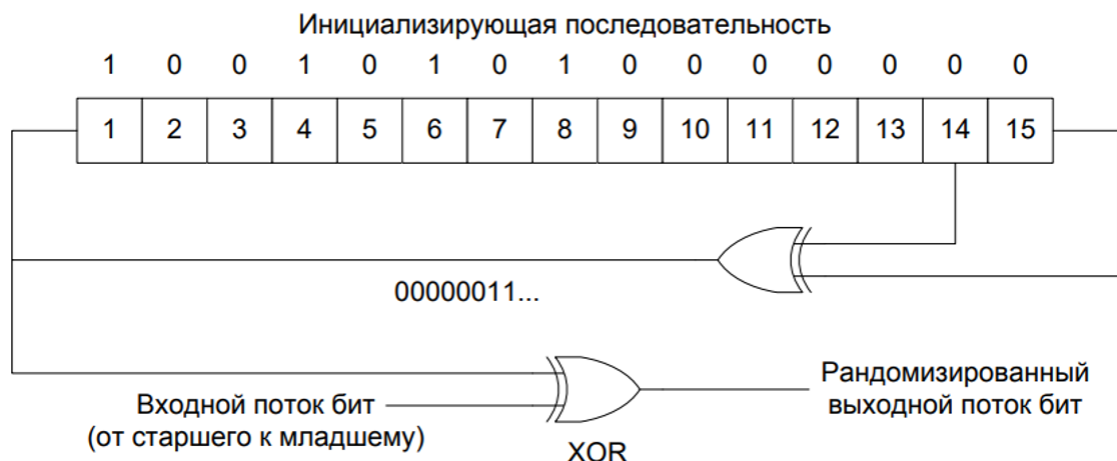 Инициализирующая последовательность
1 0 0 1 0 1 0 1 0 0 0 0 0 0 0
1 2 3 4 5 6 7 8 9 10 11 12 13 14 15
00000011...
Входной поток бит
(от старшего к младшему)
XOR
Рандомизированный
выходной поток бит